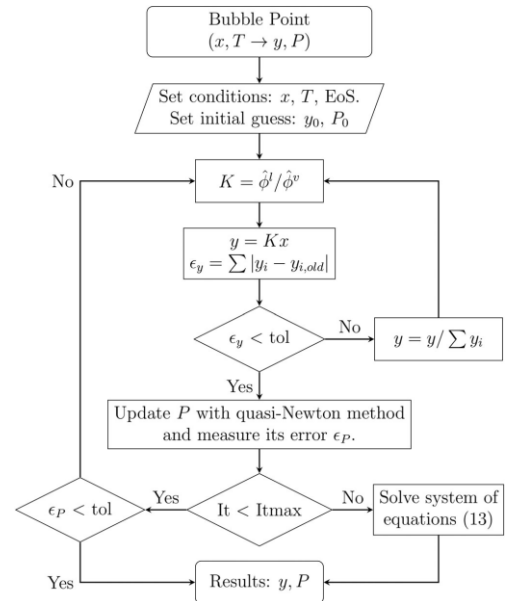 Bubble Point
(x, T → y, P)
Set conditions: x, T, EoS.
Set initial guess: y₀, P₀
No
K = φ̂ˡ/φ̂ᵛ
y = Kx
ϵ_y = ∑ |y_i − y_{i,old}|
ϵ_y < tol
No
y = y/ ∑ y_i
Yes
Update P with quasi-Newton method
and measure its error ϵ_P.
ϵ_P < tol
Yes
It < Itmax
No
Solve system of
equations (13)
Yes
Results: y, P